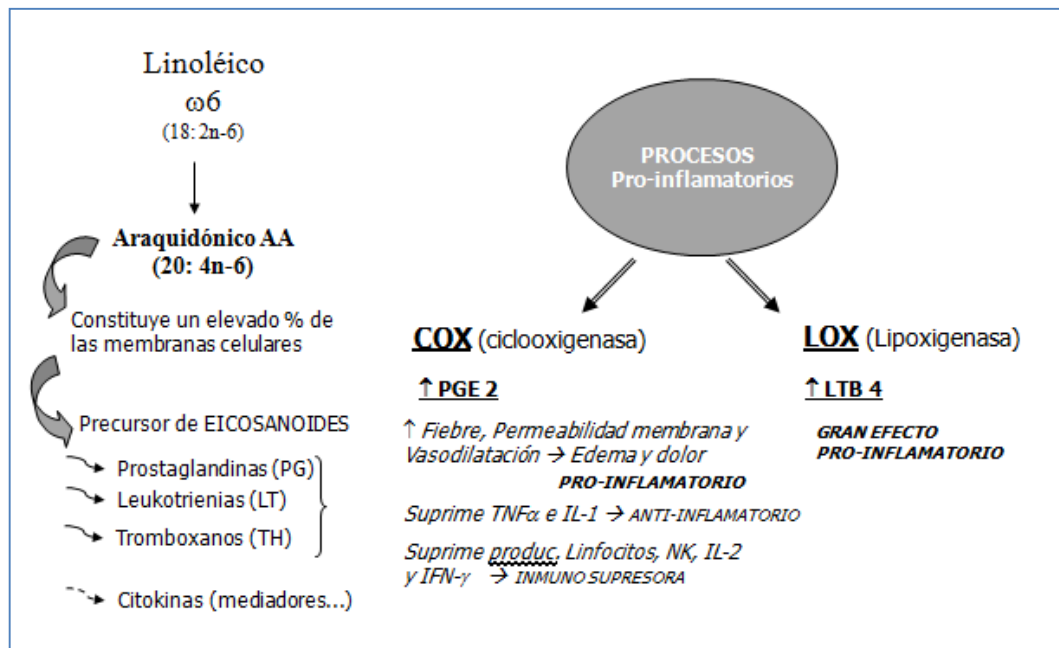 Linoléico
ω6
(18: 2n-6)
Araquidónico AA
(20: 4n-6)
Constituye un elevado % de
las membranas celulares
Precursor de EICOSANOIDES
Prostaglandinas (PG)
Leukotrienias (LT)
Tromboxanos (TH)
Citokinas (mediadores...)
PROCESOS
Pro-inflamatorios
COX (ciclooxigenasa)
↑ PGE 2
↑ Fiebre, Permeabilidad membrana y
Vasodilatación → Edema y dolor
PRO-INFLAMATORIO
Suprime TNFα e IL-1 → ANTI-INFLAMATORIO
Suprime produc. Linfocitos, NK, IL-2
y IFN-γ → INMUNO SUPRESORA
LOX (Lipoxigenasa)
↑ LTB 4
GRAN EFECTO
PRO-INFLAMATORIO